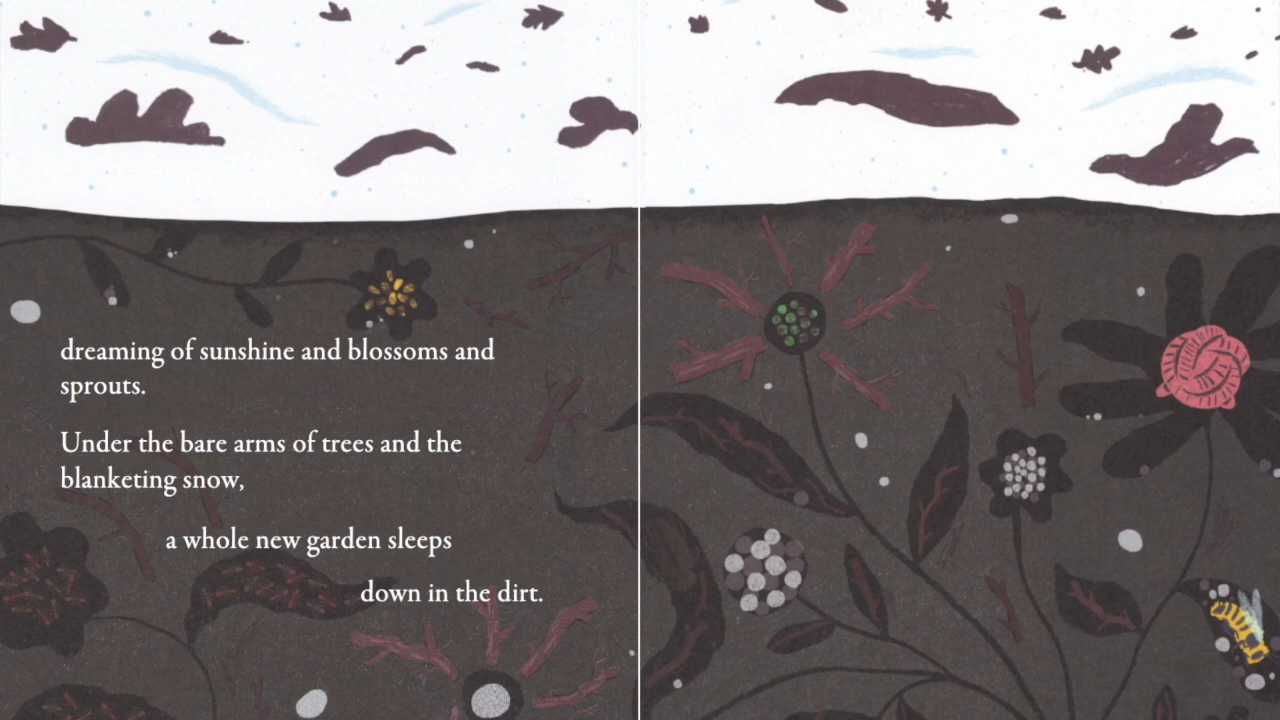 dreaming of sunshine and blossoms and
sprouts.
Under the bare arms of trees and the
blanketing snow,
a whole new garden sleeps
down in the dirt.